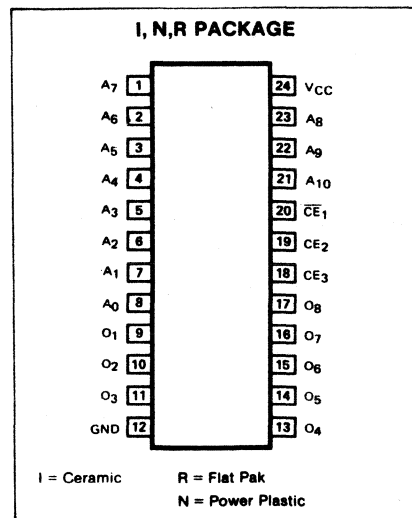 I, N,R PACKAGE
A7 1 24 VCC
A6 2 23 A8
A5 3 22 A9
A4 4 21 A10
A3 5 20 C̅E̅1
A2 6 19 CE2
A1 7 18 CE3
A0 8 17 O8
O1 9 16 O7
O2 10 15 O6
O3 11 14 O5
GND 12 13 O4
I = Ceramic R = Flat Pak
N = Power Plastic